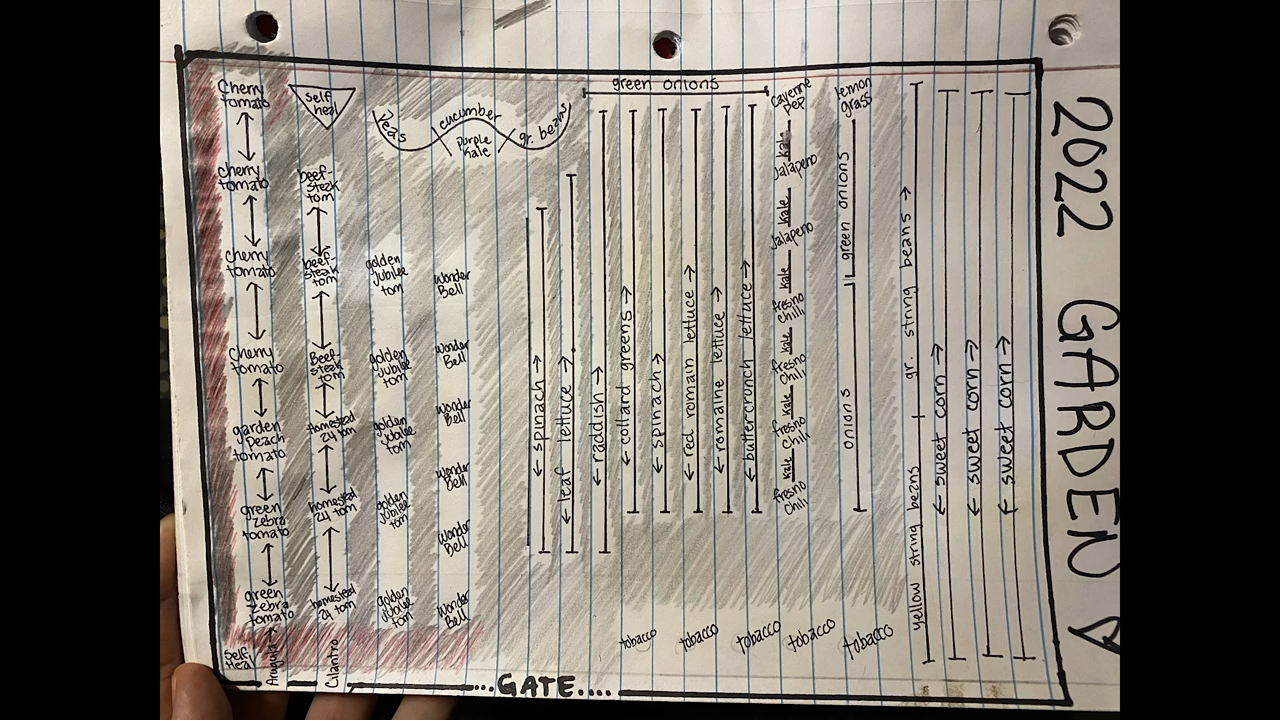 2022 GARDEN
green onions
Cherry
tomato
cherry
tomato
cherry
tomato
Cherry
tomato
garden
Peach
tomato
green
zebra
tomato
green
zebra
tomato
Self
Heal
Arugula
self
heal
beef-
steak
tom
beef-
steak
tom
Beef
steak
tom
homestead
24 tom
homestead
24 tom
homestead
24 tom
Cilantro
Peas
cucumber
Purple
Kale
gr. beans
golden
jubilee
tom
golden
jubilee
tom
golden
jubilee
tom
golden
jubilee
tom
golden
jubilee
tom
Wonder
Bell
Wonder
Bell
Wonder
Bell
Wonder
Bell
Wonder
Bell
Wonder
Bell
← spinach →
← leaf lettuce →
← raddish →
← collard greens →
← spinach →
← red romain lettuce →
← romaine lettuce →
← buttercrunch lettuce →
Cayenne
Pep
kale
Jalapeno
kale
Jalapeno
kale
fresno
Chili
kale
fresno
Chili
kale
fresno
Chili
kale
fresno
Chili
lemon
grass
green onions
onions
yellow string beans
gr. string beans →
← sweet corn →
← sweet corn →
← sweet corn →
tobacco
tobacco
tobacco
tobacco
tobacco
...GATE....